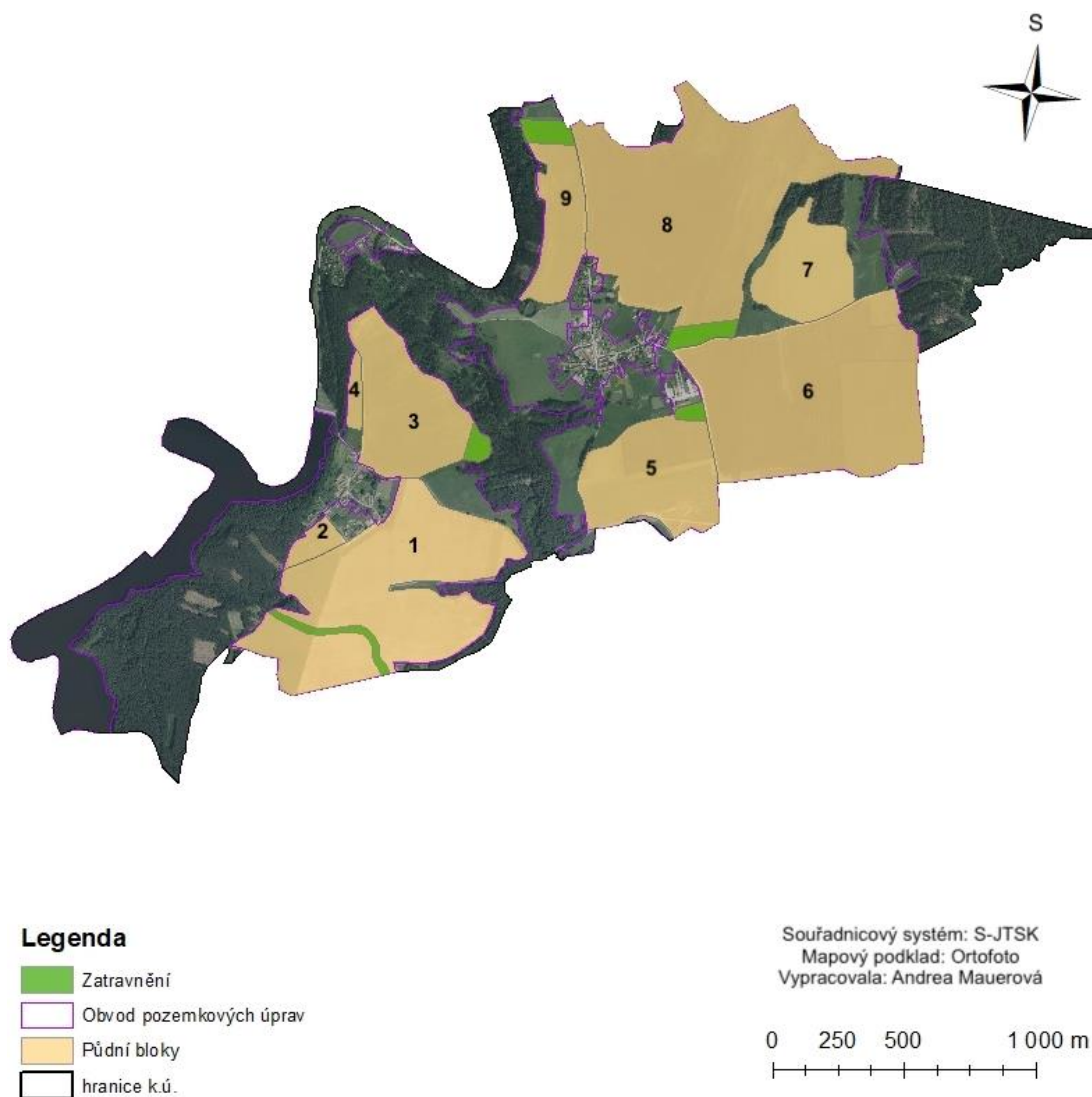 S
9
8
7
4
3
6
5
2
1
Legenda
Zatravnění
Obvod pozemkových úprav
Půdní bloky
hranice k.ú.
Souřadnicový systém: S-JTSK
Mapový podklad: Ortofoto
Vypracovala: Andrea Mauerová
0 250 500 1 000 m